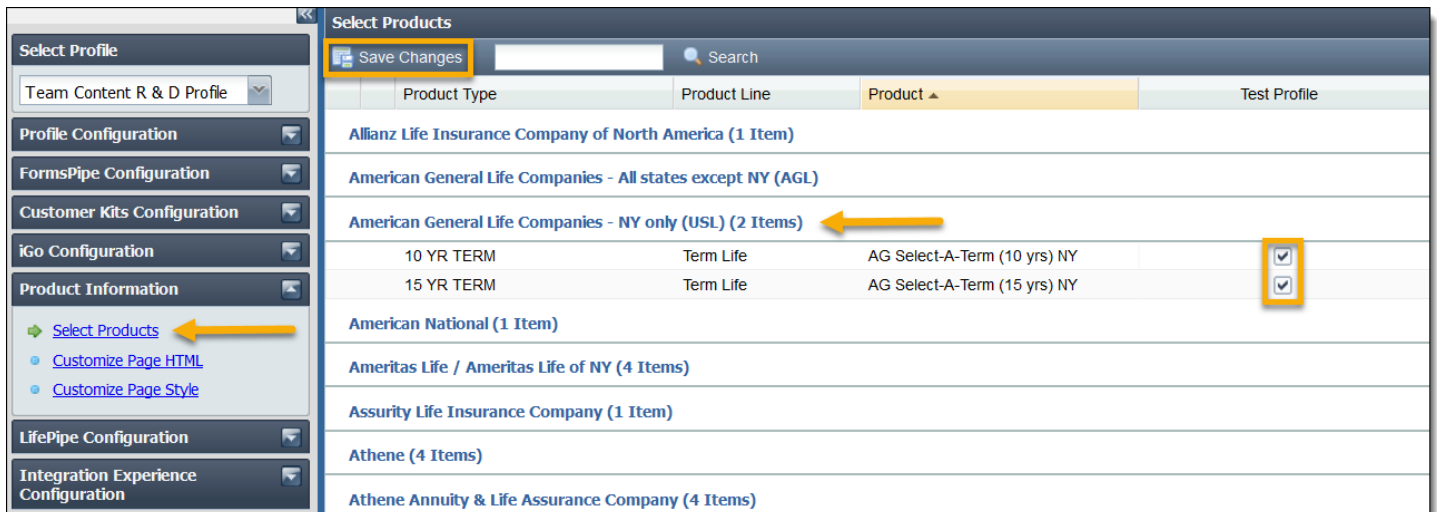 Select Profile
Team Content R & D Profile
Profile Configuration
FormsPipe Configuration
Customer Kits Configuration
iGo Configuration
Product Information
Select Products
Customize Page HTML
Customize Page Style
LifePipe Configuration
Integration Experience
Configuration
Select Products
Save Changes Search
Product Type Product Line Product Test Profile
Allianz Life Insurance Company of North America (1 Item)
American General Life Companies - All states except NY (AGL)
American General Life Companies - NY only (USL) (2 Items)
10 YR TERM Term Life AG Select-A-Term (10 yrs) NY
15 YR TERM Term Life AG Select-A-Term (15 yrs) NY
American National (1 Item)
Ameritas Life / Ameritas Life of NY (4 Items)
Assurity Life Insurance Company (1 Item)
Athene (4 Items)
Athene Annuity & Life Assurance Company (4 Items)